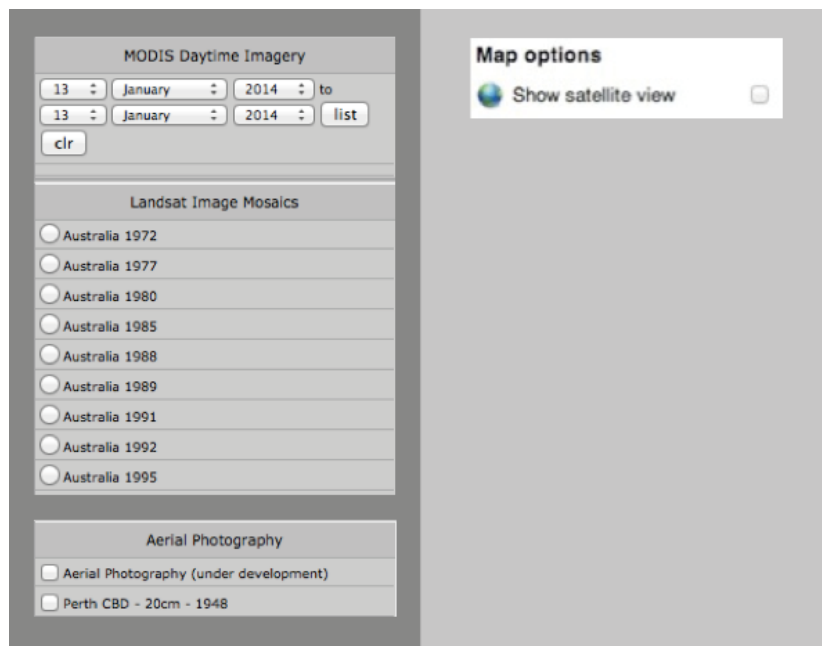 MODIS Daytime Imagery
13 January 2014 to
13 January 2014 list
clr
Landsat Image Mosaics
Australia 1972
Australia 1977
Australia 1980
Australia 1985
Australia 1988
Australia 1989
Australia 1991
Australia 1992
Australia 1995
Aerial Photography
Aerial Photography (under development)
Perth CBD - 20cm - 1948
Map options
Show satellite view